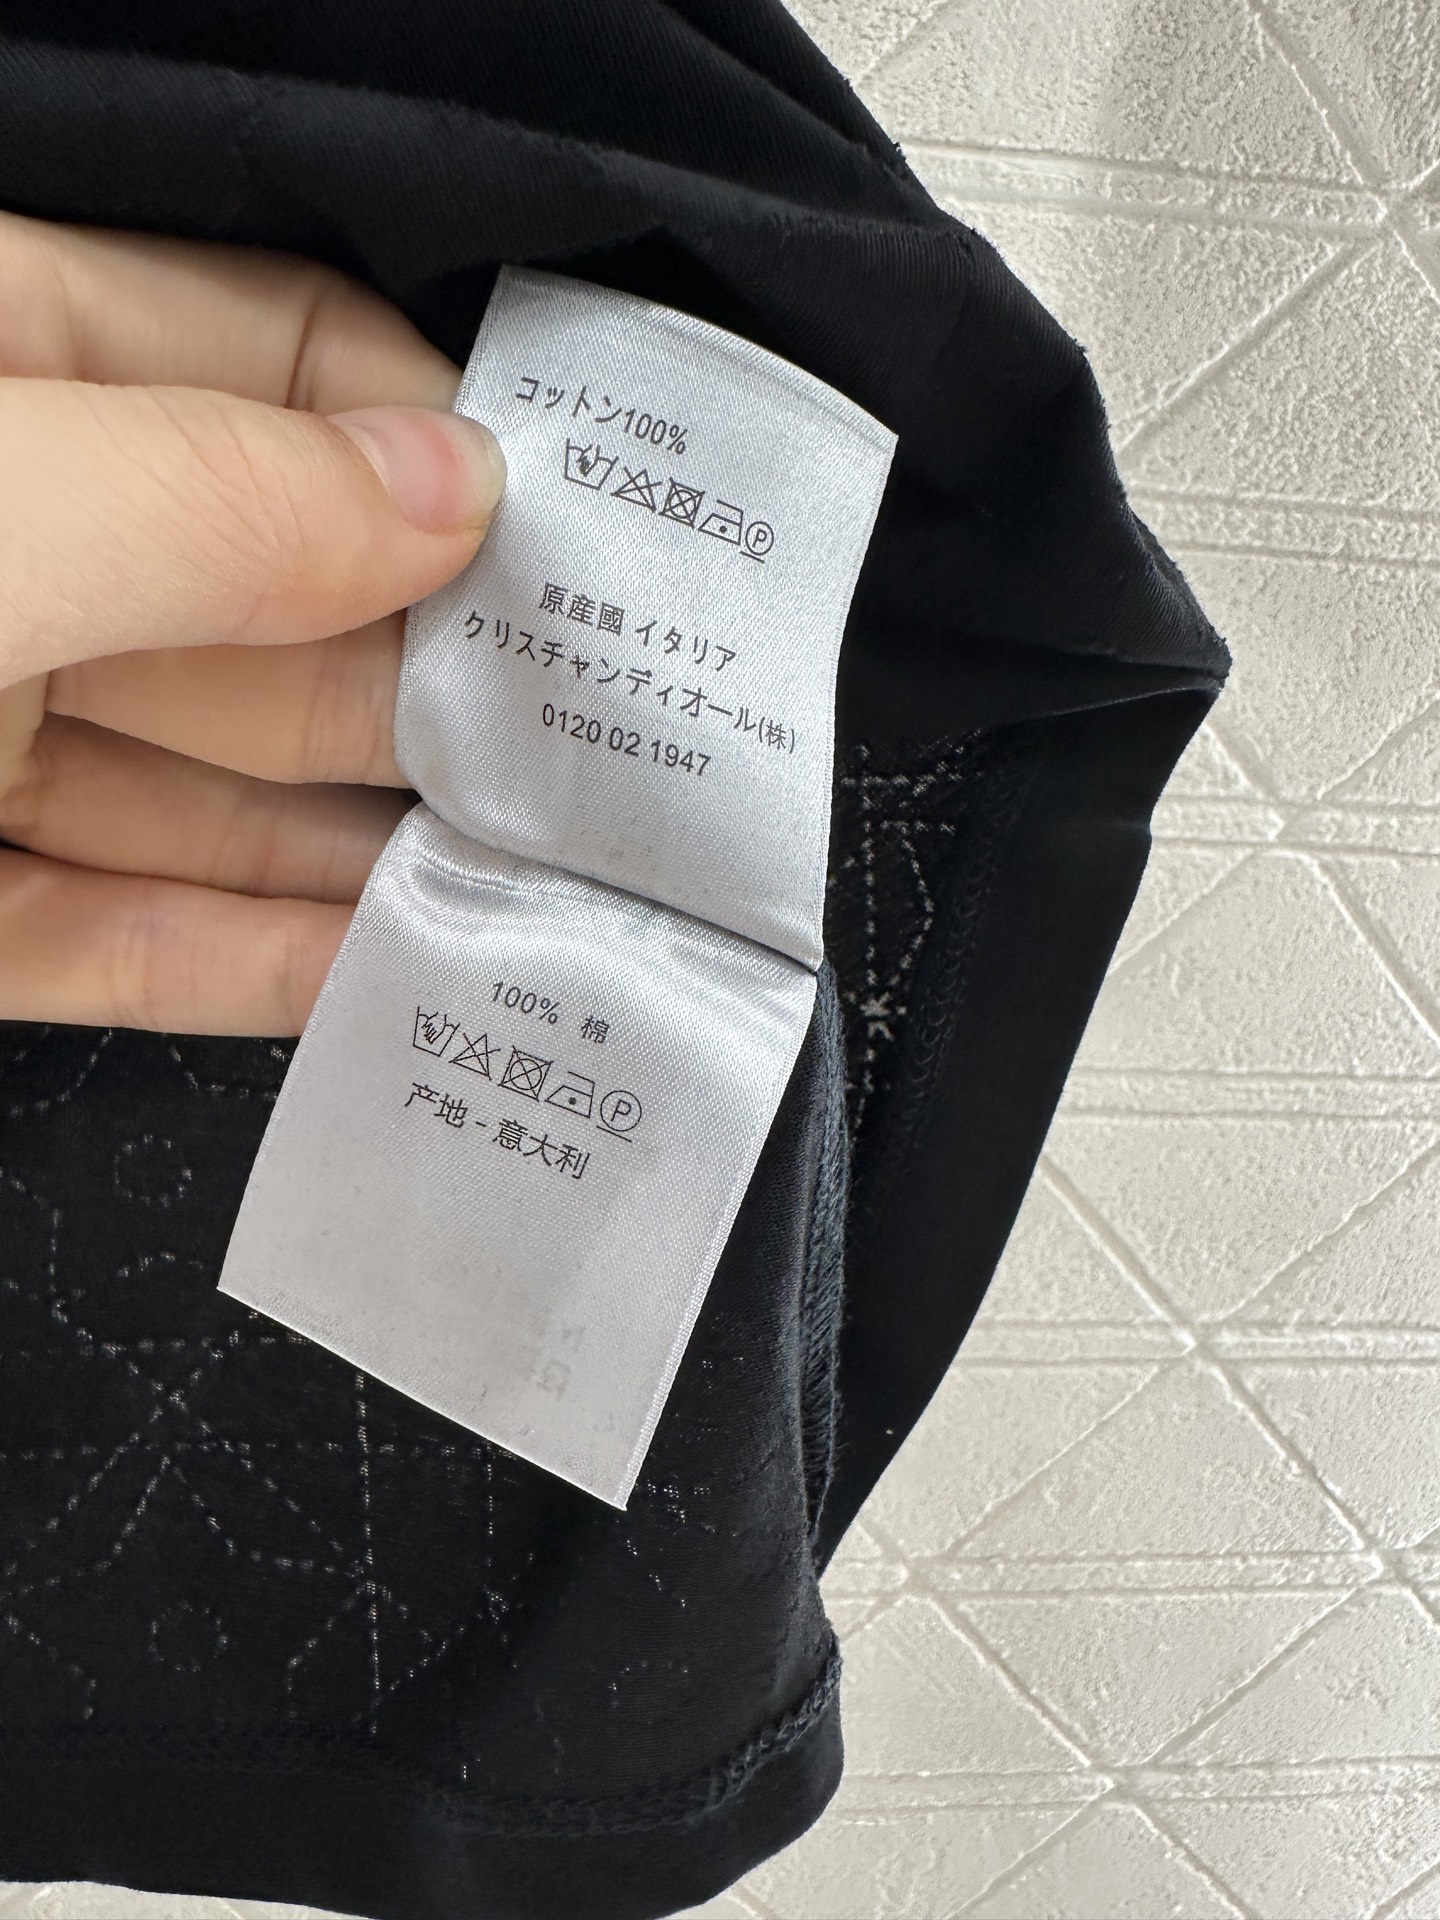 コットン100%
P
原産國 イタリア
クリスチャンディオール(株)
0120 02 1947
100% 棉
P
产地 - 意大利